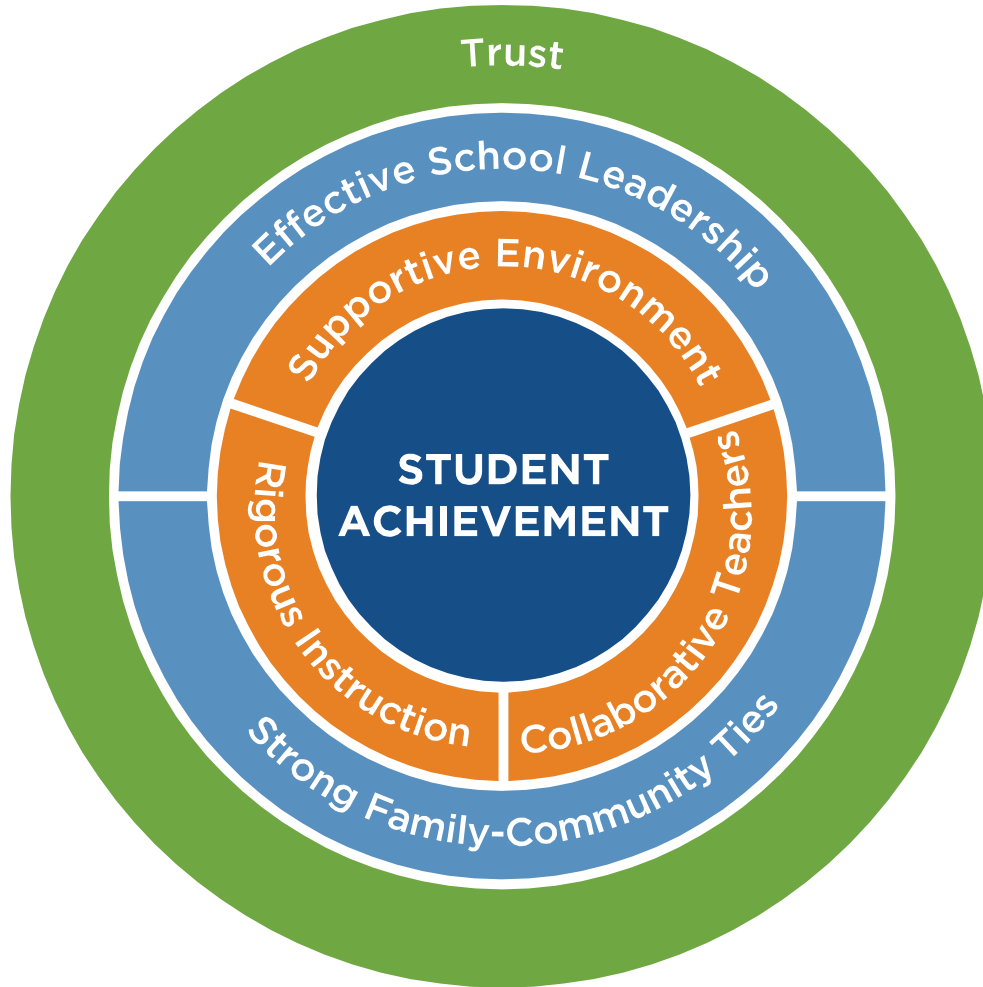 Trust
Effective School Leadership
Supportive Environment
STUDENT
ACHIEVEMENT
Rigorous Instruction
Collaborative Teachers
Strong Family-Community Ties